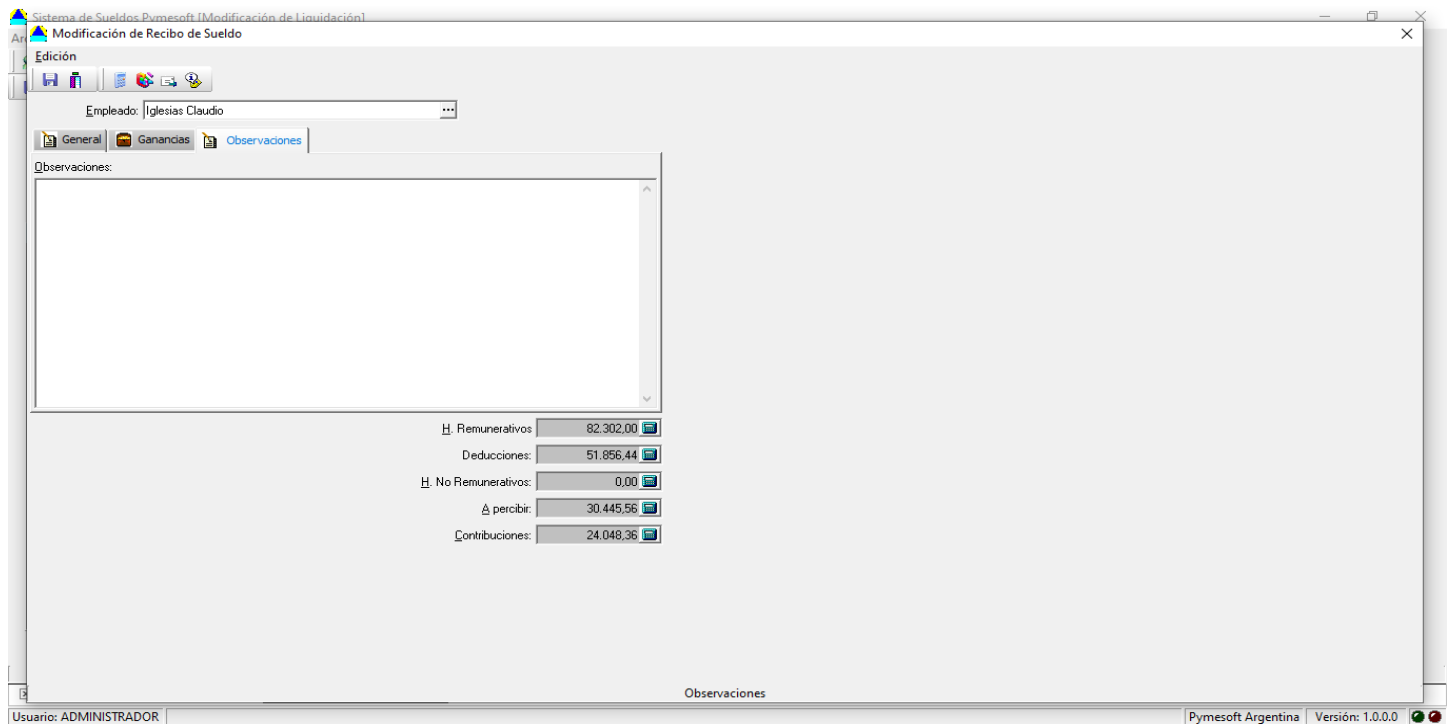 Sistema de Sueldos Pymesoft [Modificación de Liquidación]
Modificación de Recibo de Sueldo
Edición
Empleado: Iglesias Claudio
General Ganancias Observaciones
Observaciones:
H. Remunerativos 82.302,00
Deducciones: 51.856,44
H. No Remunerativos: 0,00
A percibir: 30.445,56
Contribuciones: 24.048,36
Observaciones
Usuario: ADMINISTRADOR Pymesoft Argentina Versión: 1.0.0.0